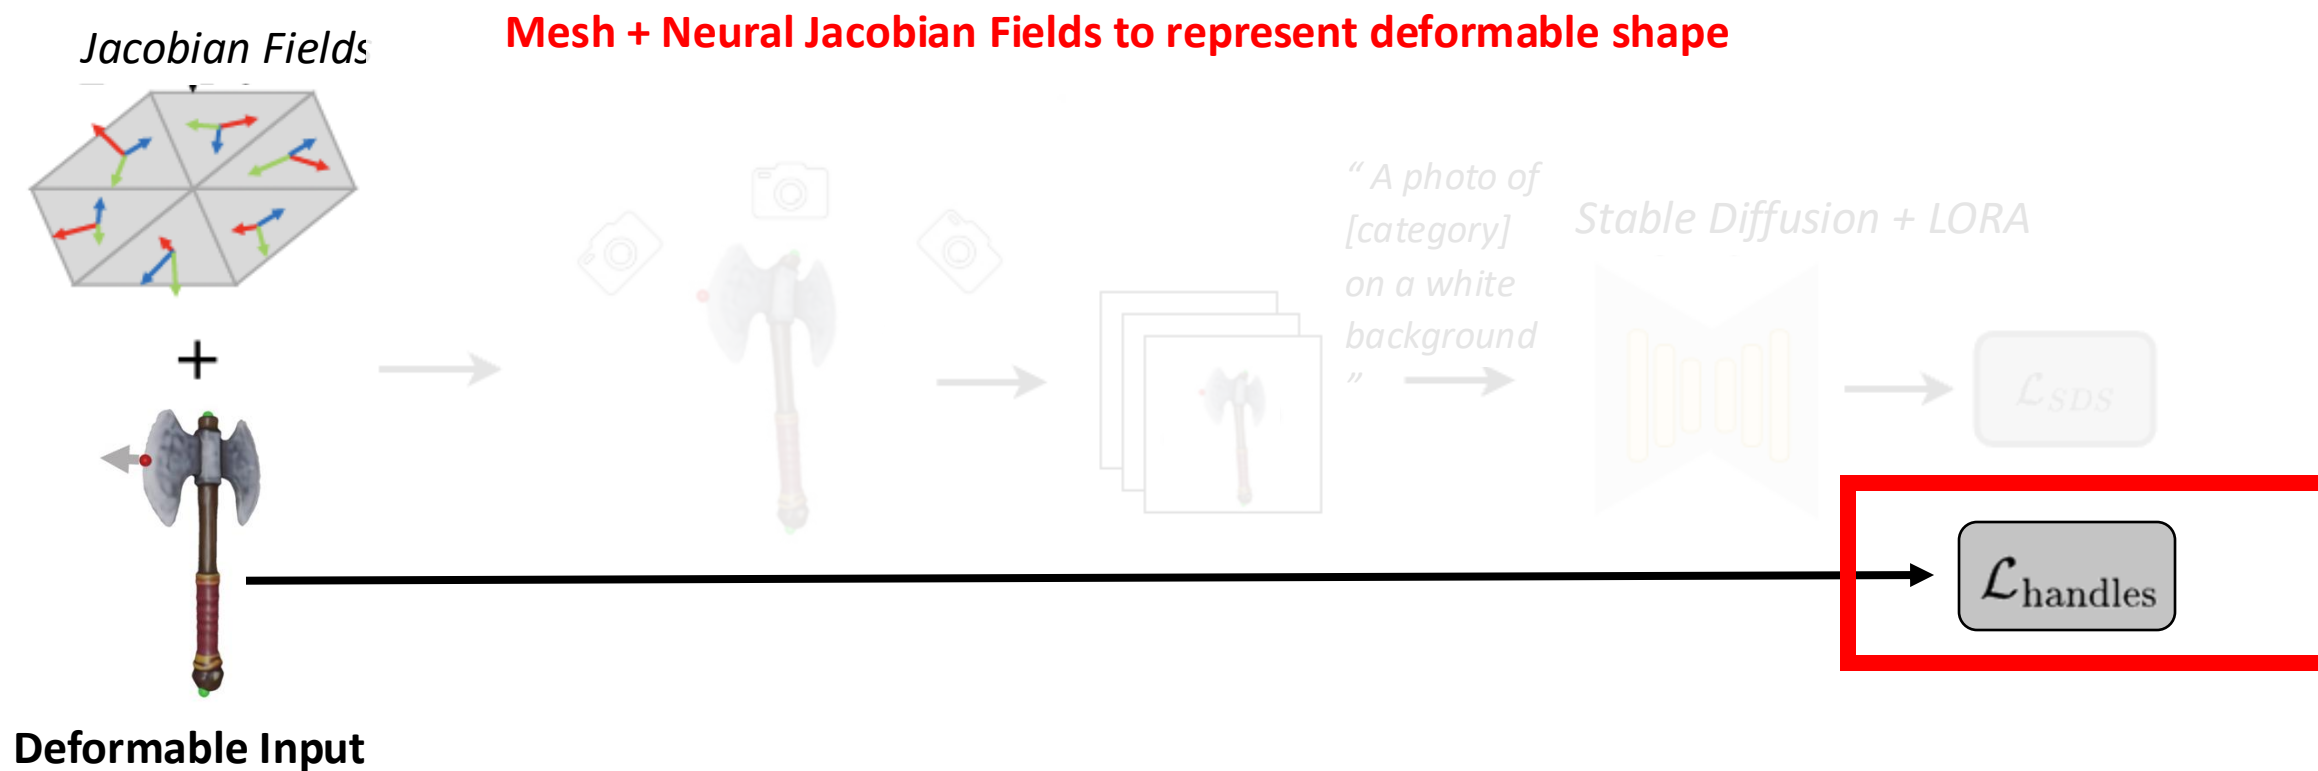 Mesh + Neural Jacobian Fields to represent deformable shape
Jacobian Fields
+
“ A photo of
[category]
on a white
background
”
Stable Diffusion + LORA
ℒSDS
ℒhandles
Deformable Input